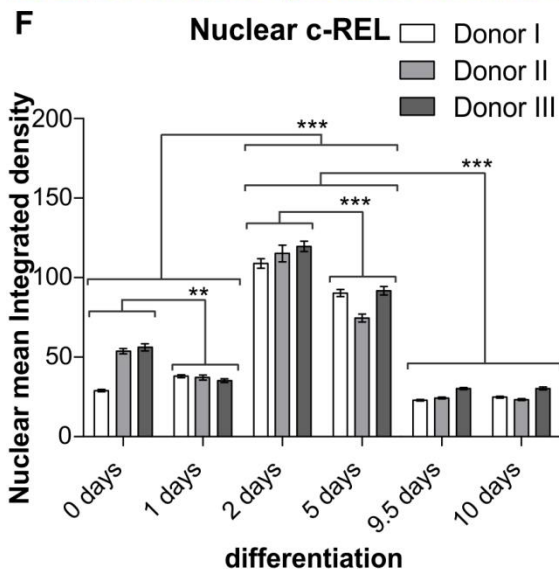 F
Nuclear c-REL
Donor I
Donor II
Donor III
Nuclear mean Integrated density
200
150
100
50
0
***
***
***
**
0 days
1 days
2 days
5 days
9.5 days
10 days
differentiation